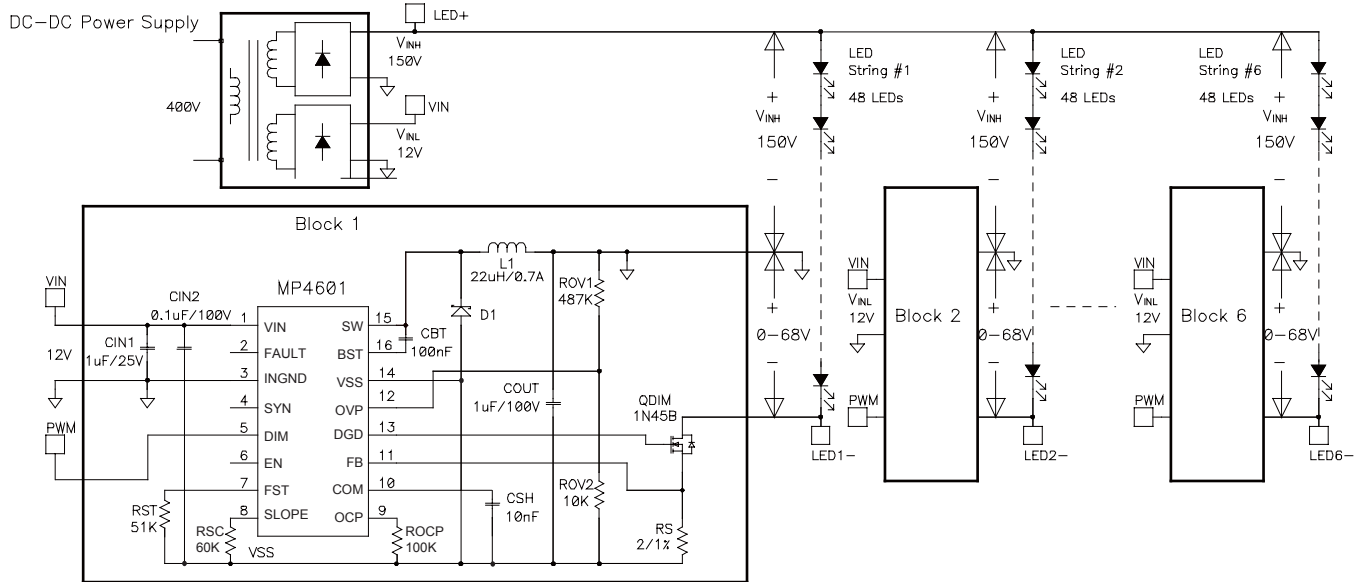 DC-DC Power Supply
400V
LED+
VINH
150V
VIN
VINL
12V
LED
String #1
48 LEDs
+
VINH
150V
-
+
0-68V
-
LED1-
LED
String #2
48 LEDs
+
VINH
150V
-
+
0-68V
-
LED2-
LED
String #6
48 LEDs
+
VINH
150V
-
+
0-68V
-
LED6-
Block 1
VIN
12V
PWM
CIN2
0.1uF/100V
CIN1
1uF/25V
MP4601
1 VIN
2 FAULT
3 INGND
4 SYN
5 DIM
6 EN
7 FST
8 SLOPE
SW 15
BST 16
VSS 14
OVP 12
DGD 13
FB 11
COM 10
OCP 9
RST
51K
RSC
60K
VSS
ROCP
100K
CBT
100nF
D1
L1
22uH/0.7A
ROV1
487K
COUT
1uF/100V
QDIM
1N45B
CSH
10nF
ROV2
10K
RS
2/1%
VIN
VINL
12V
PWM
Block 2
VIN
VINL
12V
PWM
Block 6